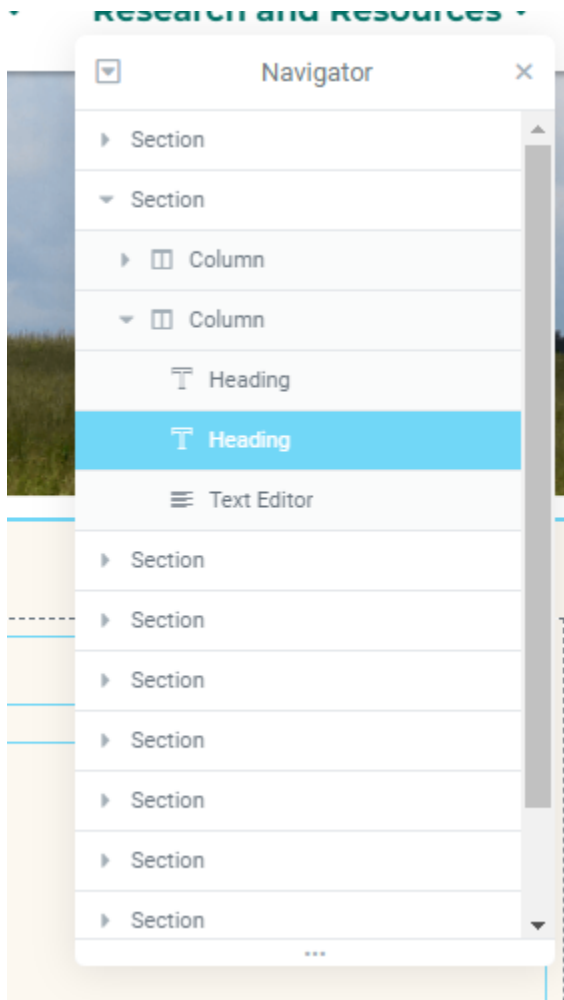 Research and Resources
Navigator
Section
Section
Column
Column
Heading
Heading
Text Editor
Section
Section
Section
Section
Section
Section
Section